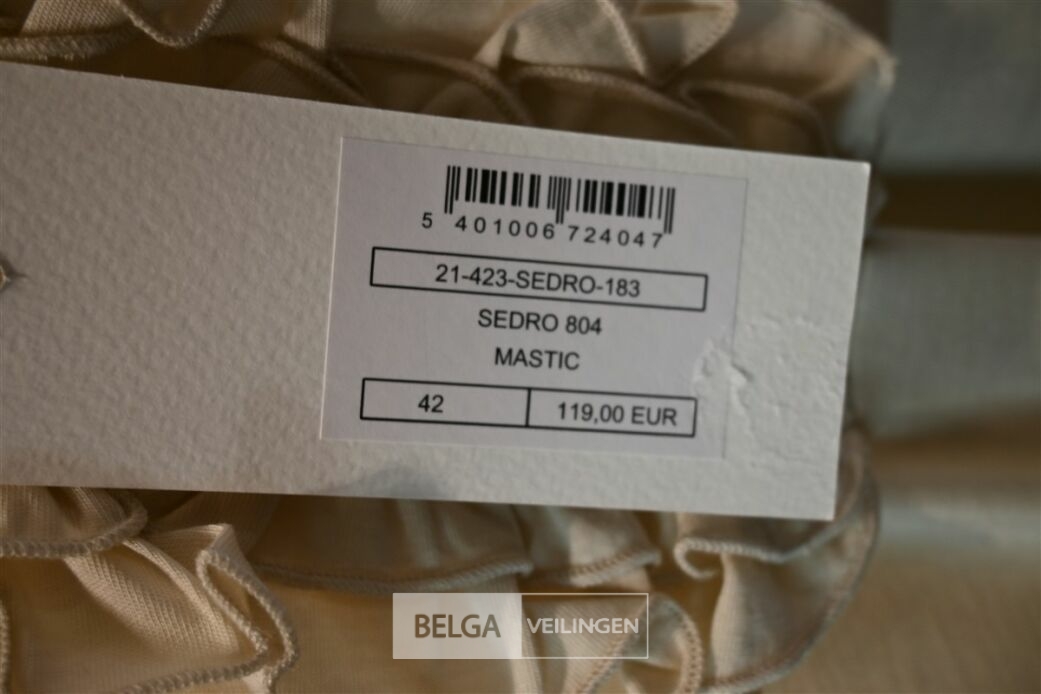 5 401006 724047
21-423-SEDRO-183
SEDRO 804
MASTIC
42 119,00 EUR
BELGA VEILINGEN